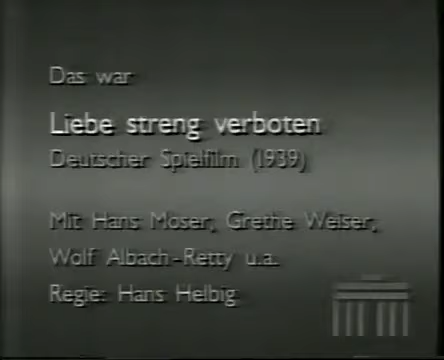 Das war
Liebe streng verboten
Deutscher Spielfilm (1939)
Mit Hans Moser, Grethe Weiser,
Wolf Albach-Retty u.a.
Regie: Hans Helbig